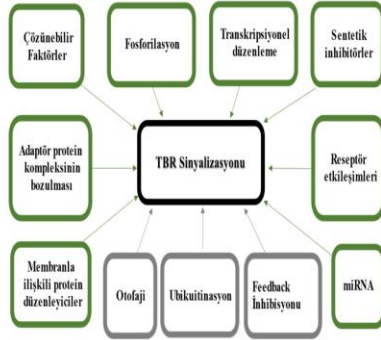 Çözünebilir
Faktörler
Fosforilasyon
Transkripsiyonel
düzenleme
Sentetik
inhibitörler
Adaptör protein
kompleksinin
bozulması
TBR Sinyalizasyonu
Reseptör
etkileşimleri
Membranla
ilişkili protein
düzenleyiciler
Otofaji
Ubikuitinasyon
Feedback
İnhibisyonu
miRNA